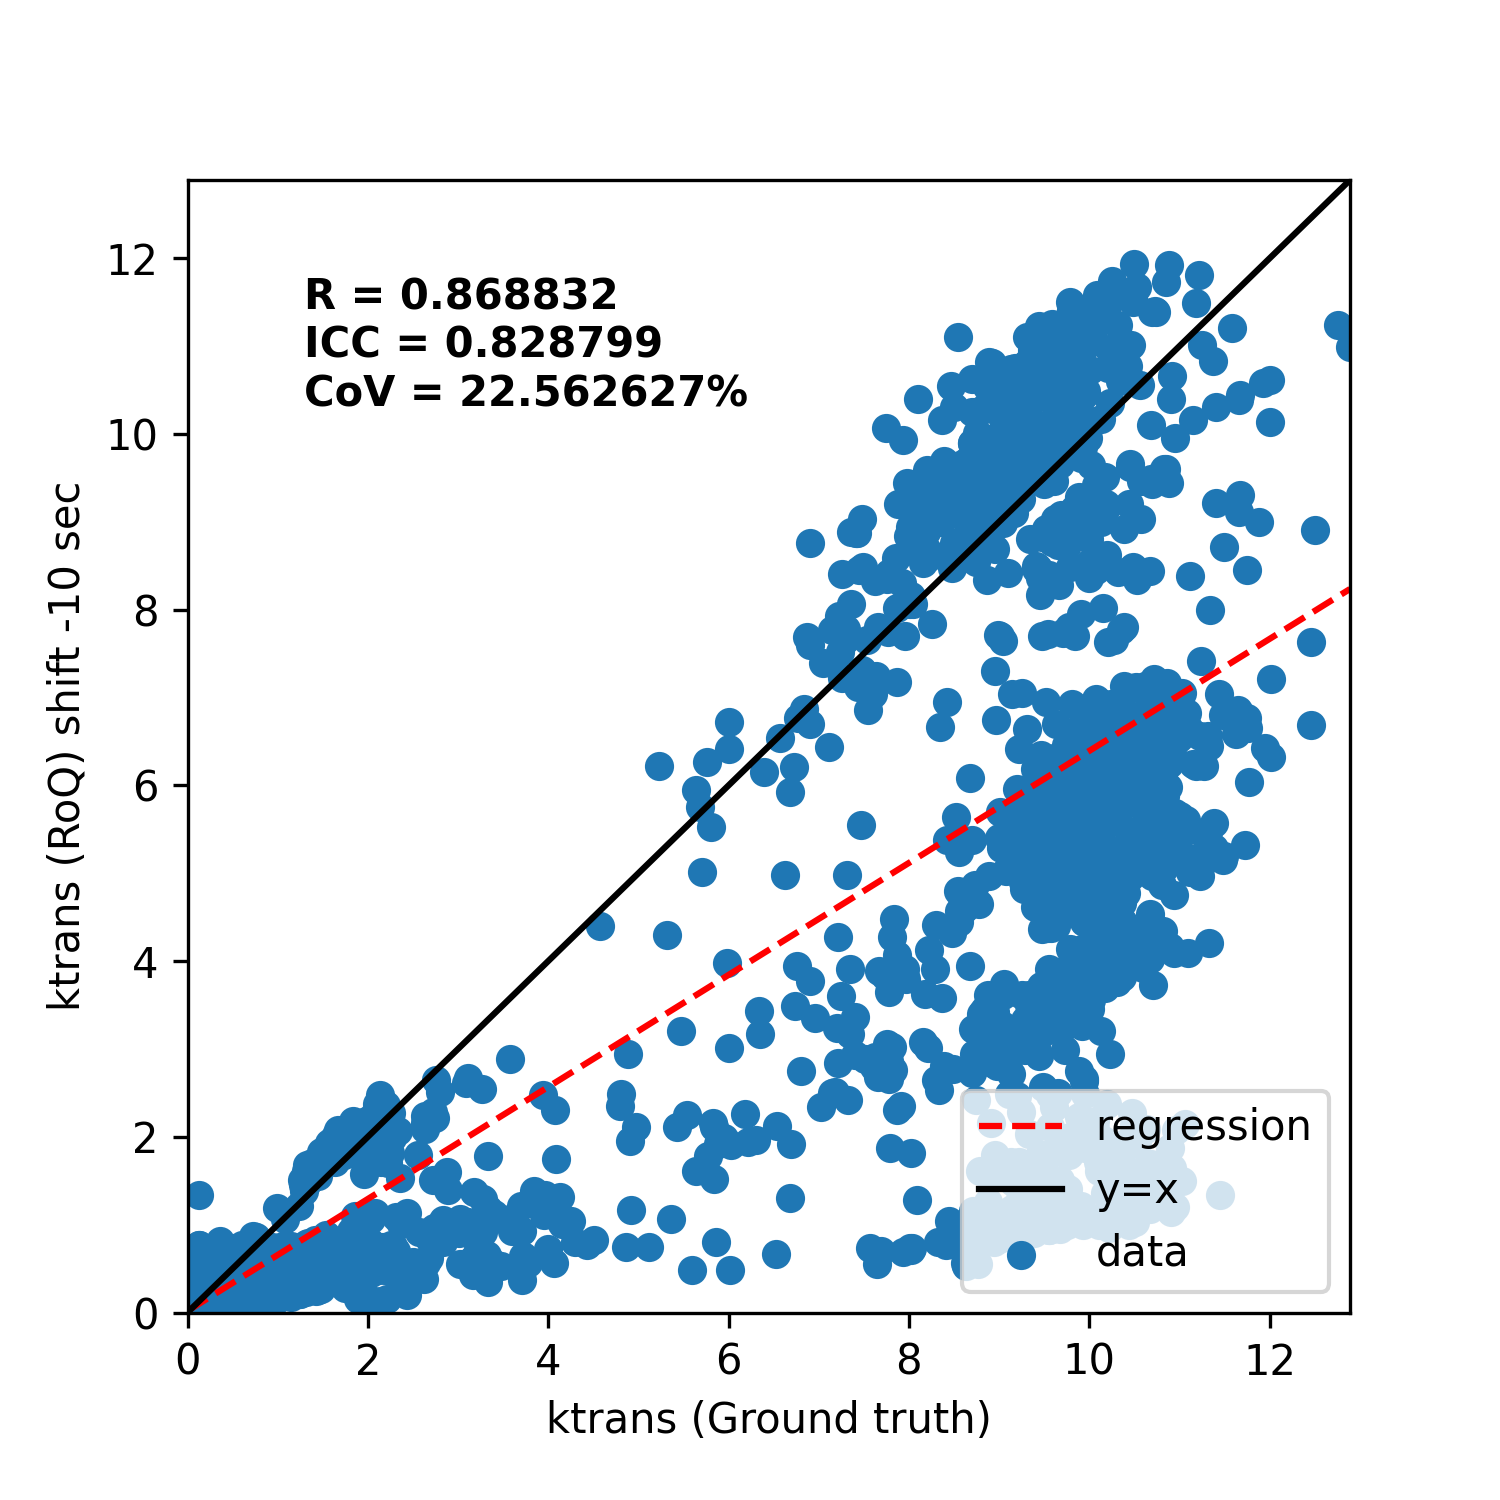 R = 0.868832
ICC = 0.828799
CoV = 22.562627%
12
10
8
6
4
2
0
ktrans (RoQ) shift -10 sec
regression
y=x
data
0 2 4 6 8 10 12
ktrans (Ground truth)